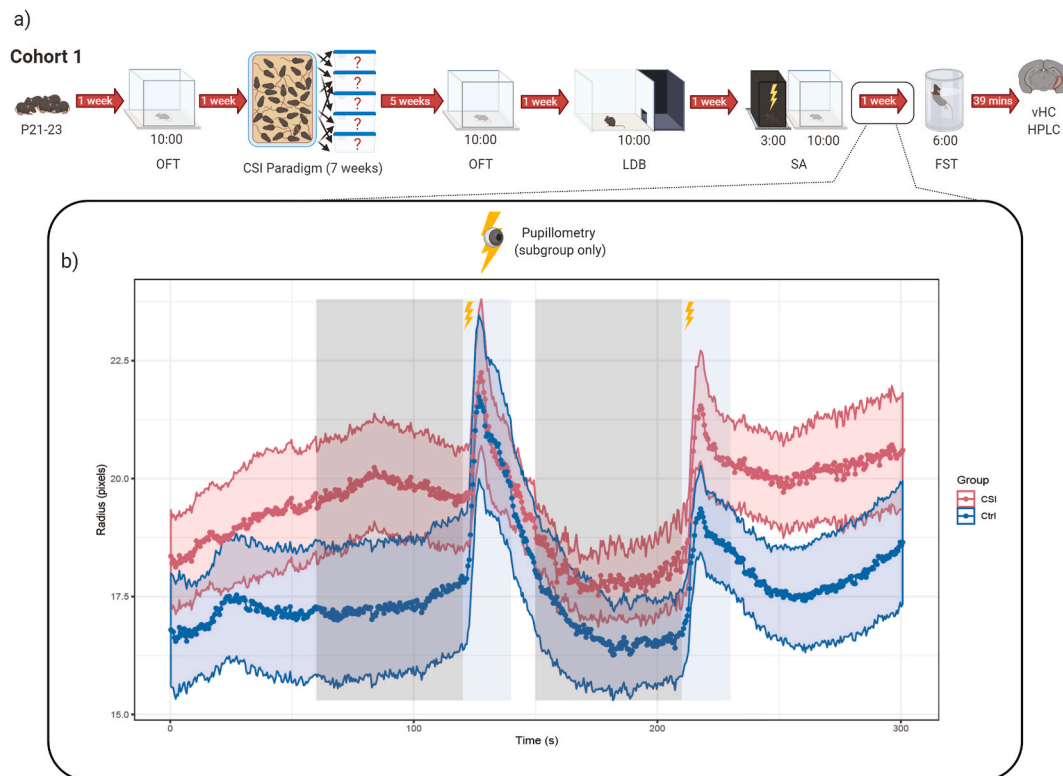 a)
Cohort 1
1 week
1 week
5 weeks
1 week
1 week
1 week
39 mins
?
?
?
?
?
P21-23
10:00
OFT
CSI Paradigm (7 weeks)
10:00
OFT
10:00
LDB
3:00
10:00
SA
6:00
FST
vHC
HPLC
Pupillometry
(subgroup only)
b)
22.5
20.0
17.5
15.0
Radius (pixels)
0
100
200
300
Time (s)
Group
CSI
Ctrl